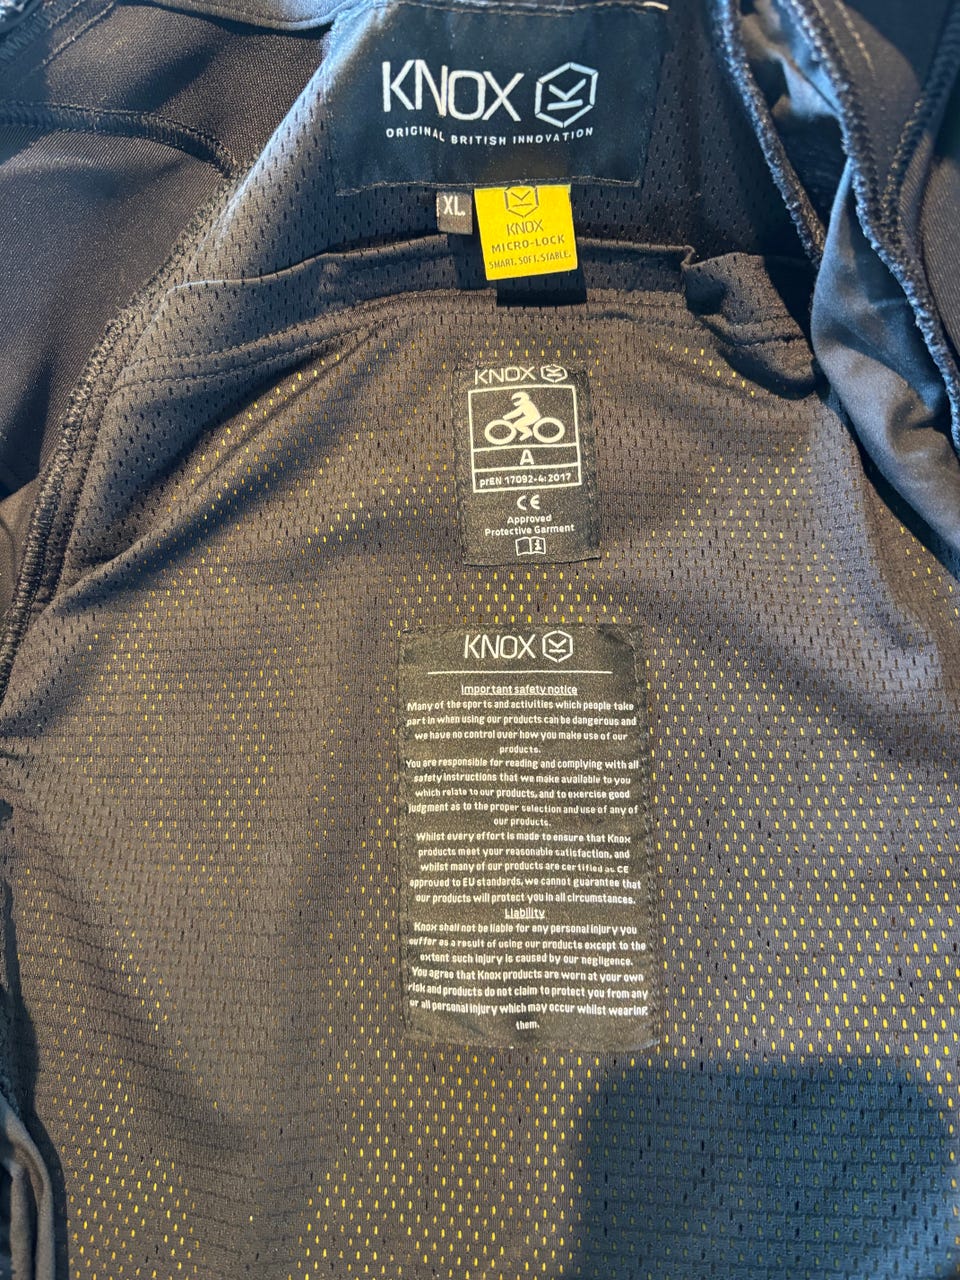 KNOX
ORIGINAL BRITISH INNOVATION
XL
KNOX
MICRO-LOCK
SMART. SOFT. STABLE.
KNOX
A
prEN 17092-4:2017
CE
Approved
Protective Garment
i
KNOX
Important safety notice
Many of the sports and activities which people take
part in when using our products can be dangerous and
we have no control over how you make use of our
products.
You are responsible for reading and complying with all
safety instructions that we make available to you
which relate to our products, and to exercise good
judgment as to the proper selection and use of any of
our products.
Whilst every effort is made to ensure that Knox
products meet your reasonable satisfaction, and
whilst many of our products are certified as CE
approved to EU standards, we cannot guarantee that
our products will protect you in all circumstances.
Liability
Knox shall not be liable for any personal injury you
suffer as a result of using our products except to the
extent such injury is caused by our negligence.
You agree that Knox products are worn at your own
risk and products do not claim to protect you from any
or all personal injury which may occur whilst wearing
them.